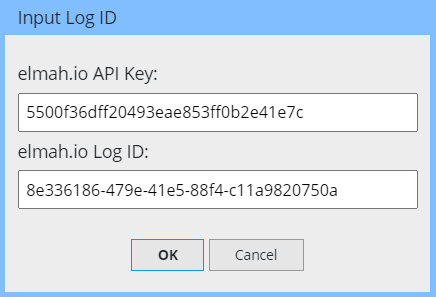 Input Log ID
elmah.io API Key:
5500f36dff20493eae853ff0b2e41e7c
elmah.io Log ID:
8e336186-479e-41e5-88f4-c11a9820750a
OK Cancel